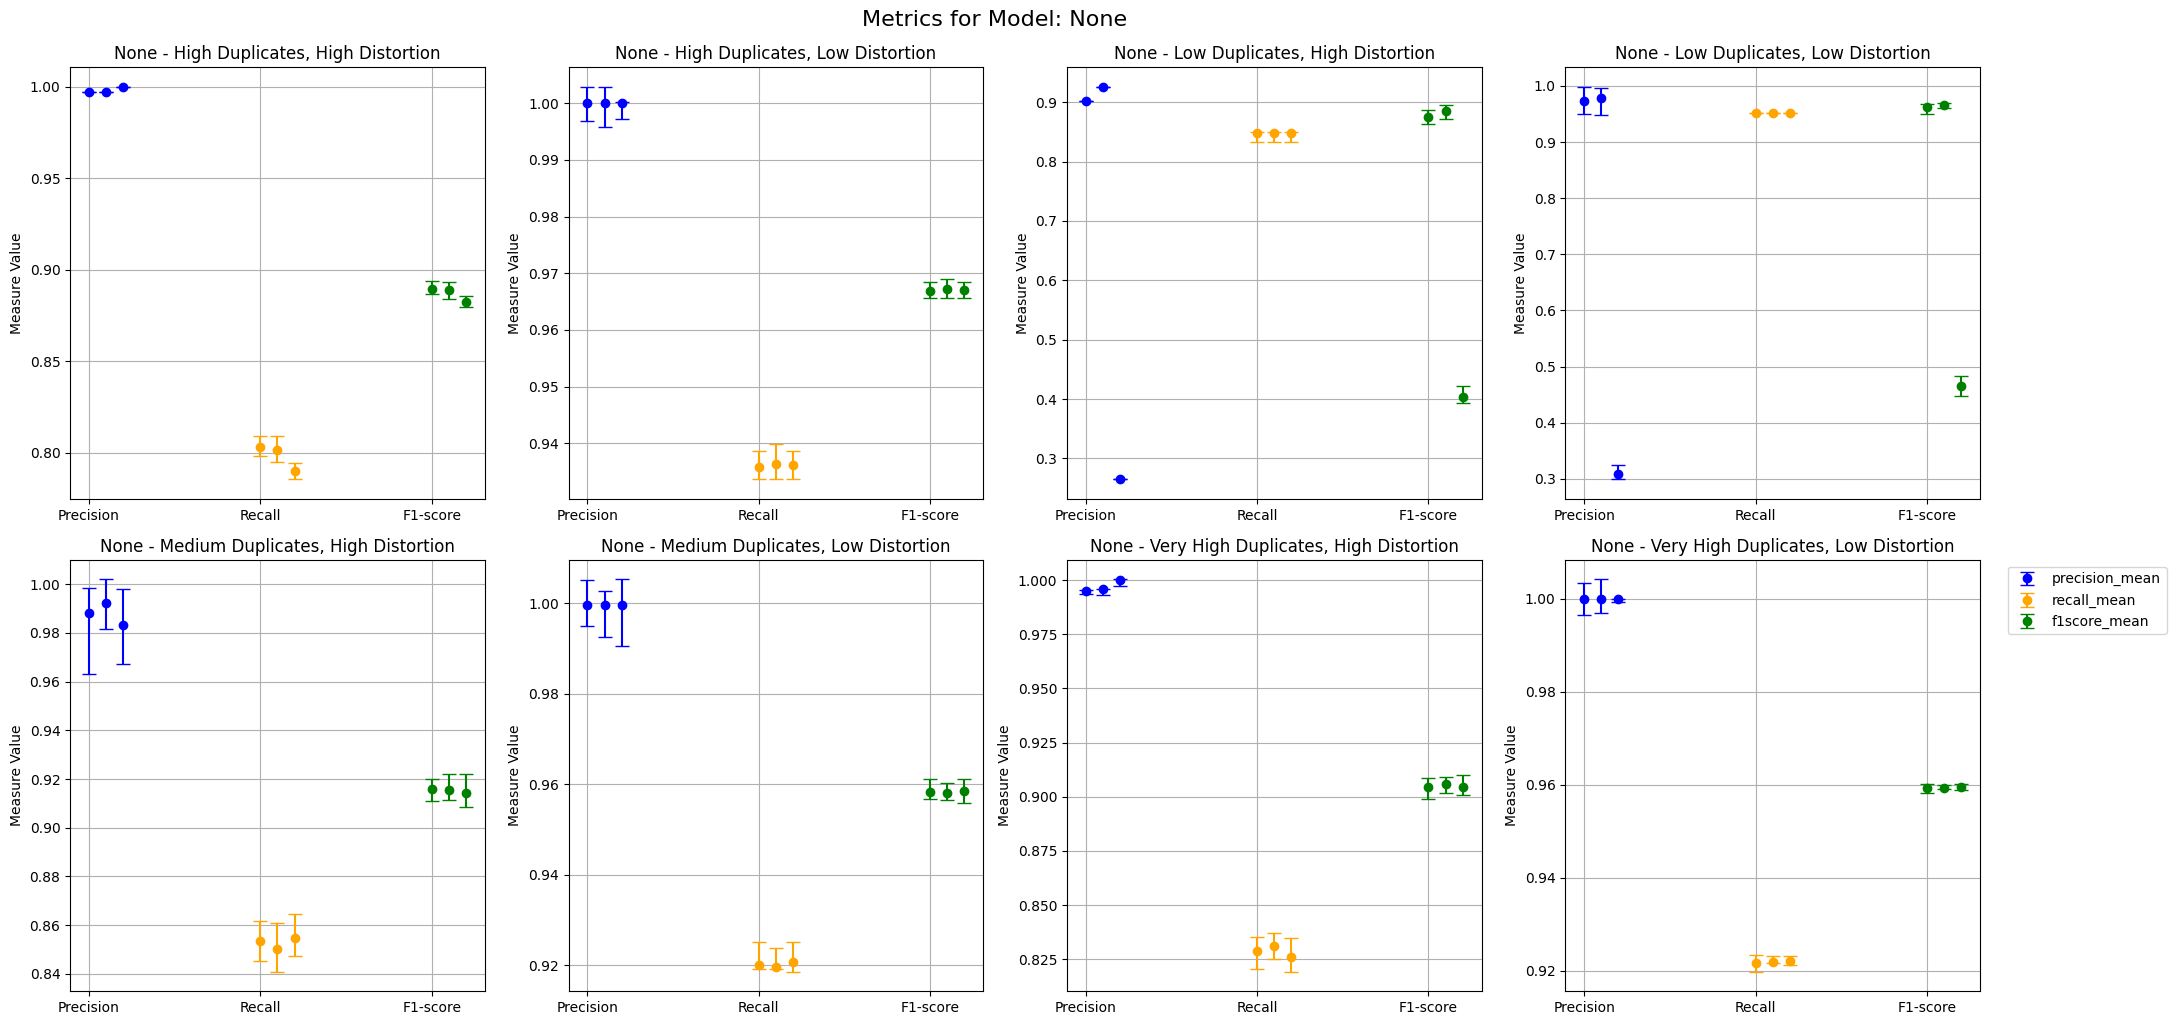 Metrics for Model: None
None - High Duplicates, High Distortion
Measure Value
1.00
0.95
0.90
0.85
0.80
Precision
Recall
F1-score
None - High Duplicates, Low Distortion
Measure Value
1.00
0.99
0.98
0.97
0.96
0.95
0.94
Precision
Recall
F1-score
None - Low Duplicates, High Distortion
Measure Value
0.9
0.8
0.7
0.6
0.5
0.4
0.3
Precision
Recall
F1-score
None - Low Duplicates, Low Distortion
Measure Value
1.0
0.9
0.8
0.7
0.6
0.5
0.4
0.3
Precision
Recall
F1-score
None - Medium Duplicates, High Distortion
Measure Value
1.00
0.98
0.96
0.94
0.92
0.90
0.88
0.86
0.84
Precision
Recall
F1-score
None - Medium Duplicates, Low Distortion
Measure Value
1.00
0.98
0.96
0.94
0.92
Precision
Recall
F1-score
None - Very High Duplicates, High Distortion
Measure Value
1.000
0.975
0.950
0.925
0.900
0.875
0.850
0.825
Precision
Recall
F1-score
None - Very High Duplicates, Low Distortion
Measure Value
1.00
0.98
0.96
0.94
0.92
Precision
Recall
F1-score
precision_mean
recall_mean
f1score_mean